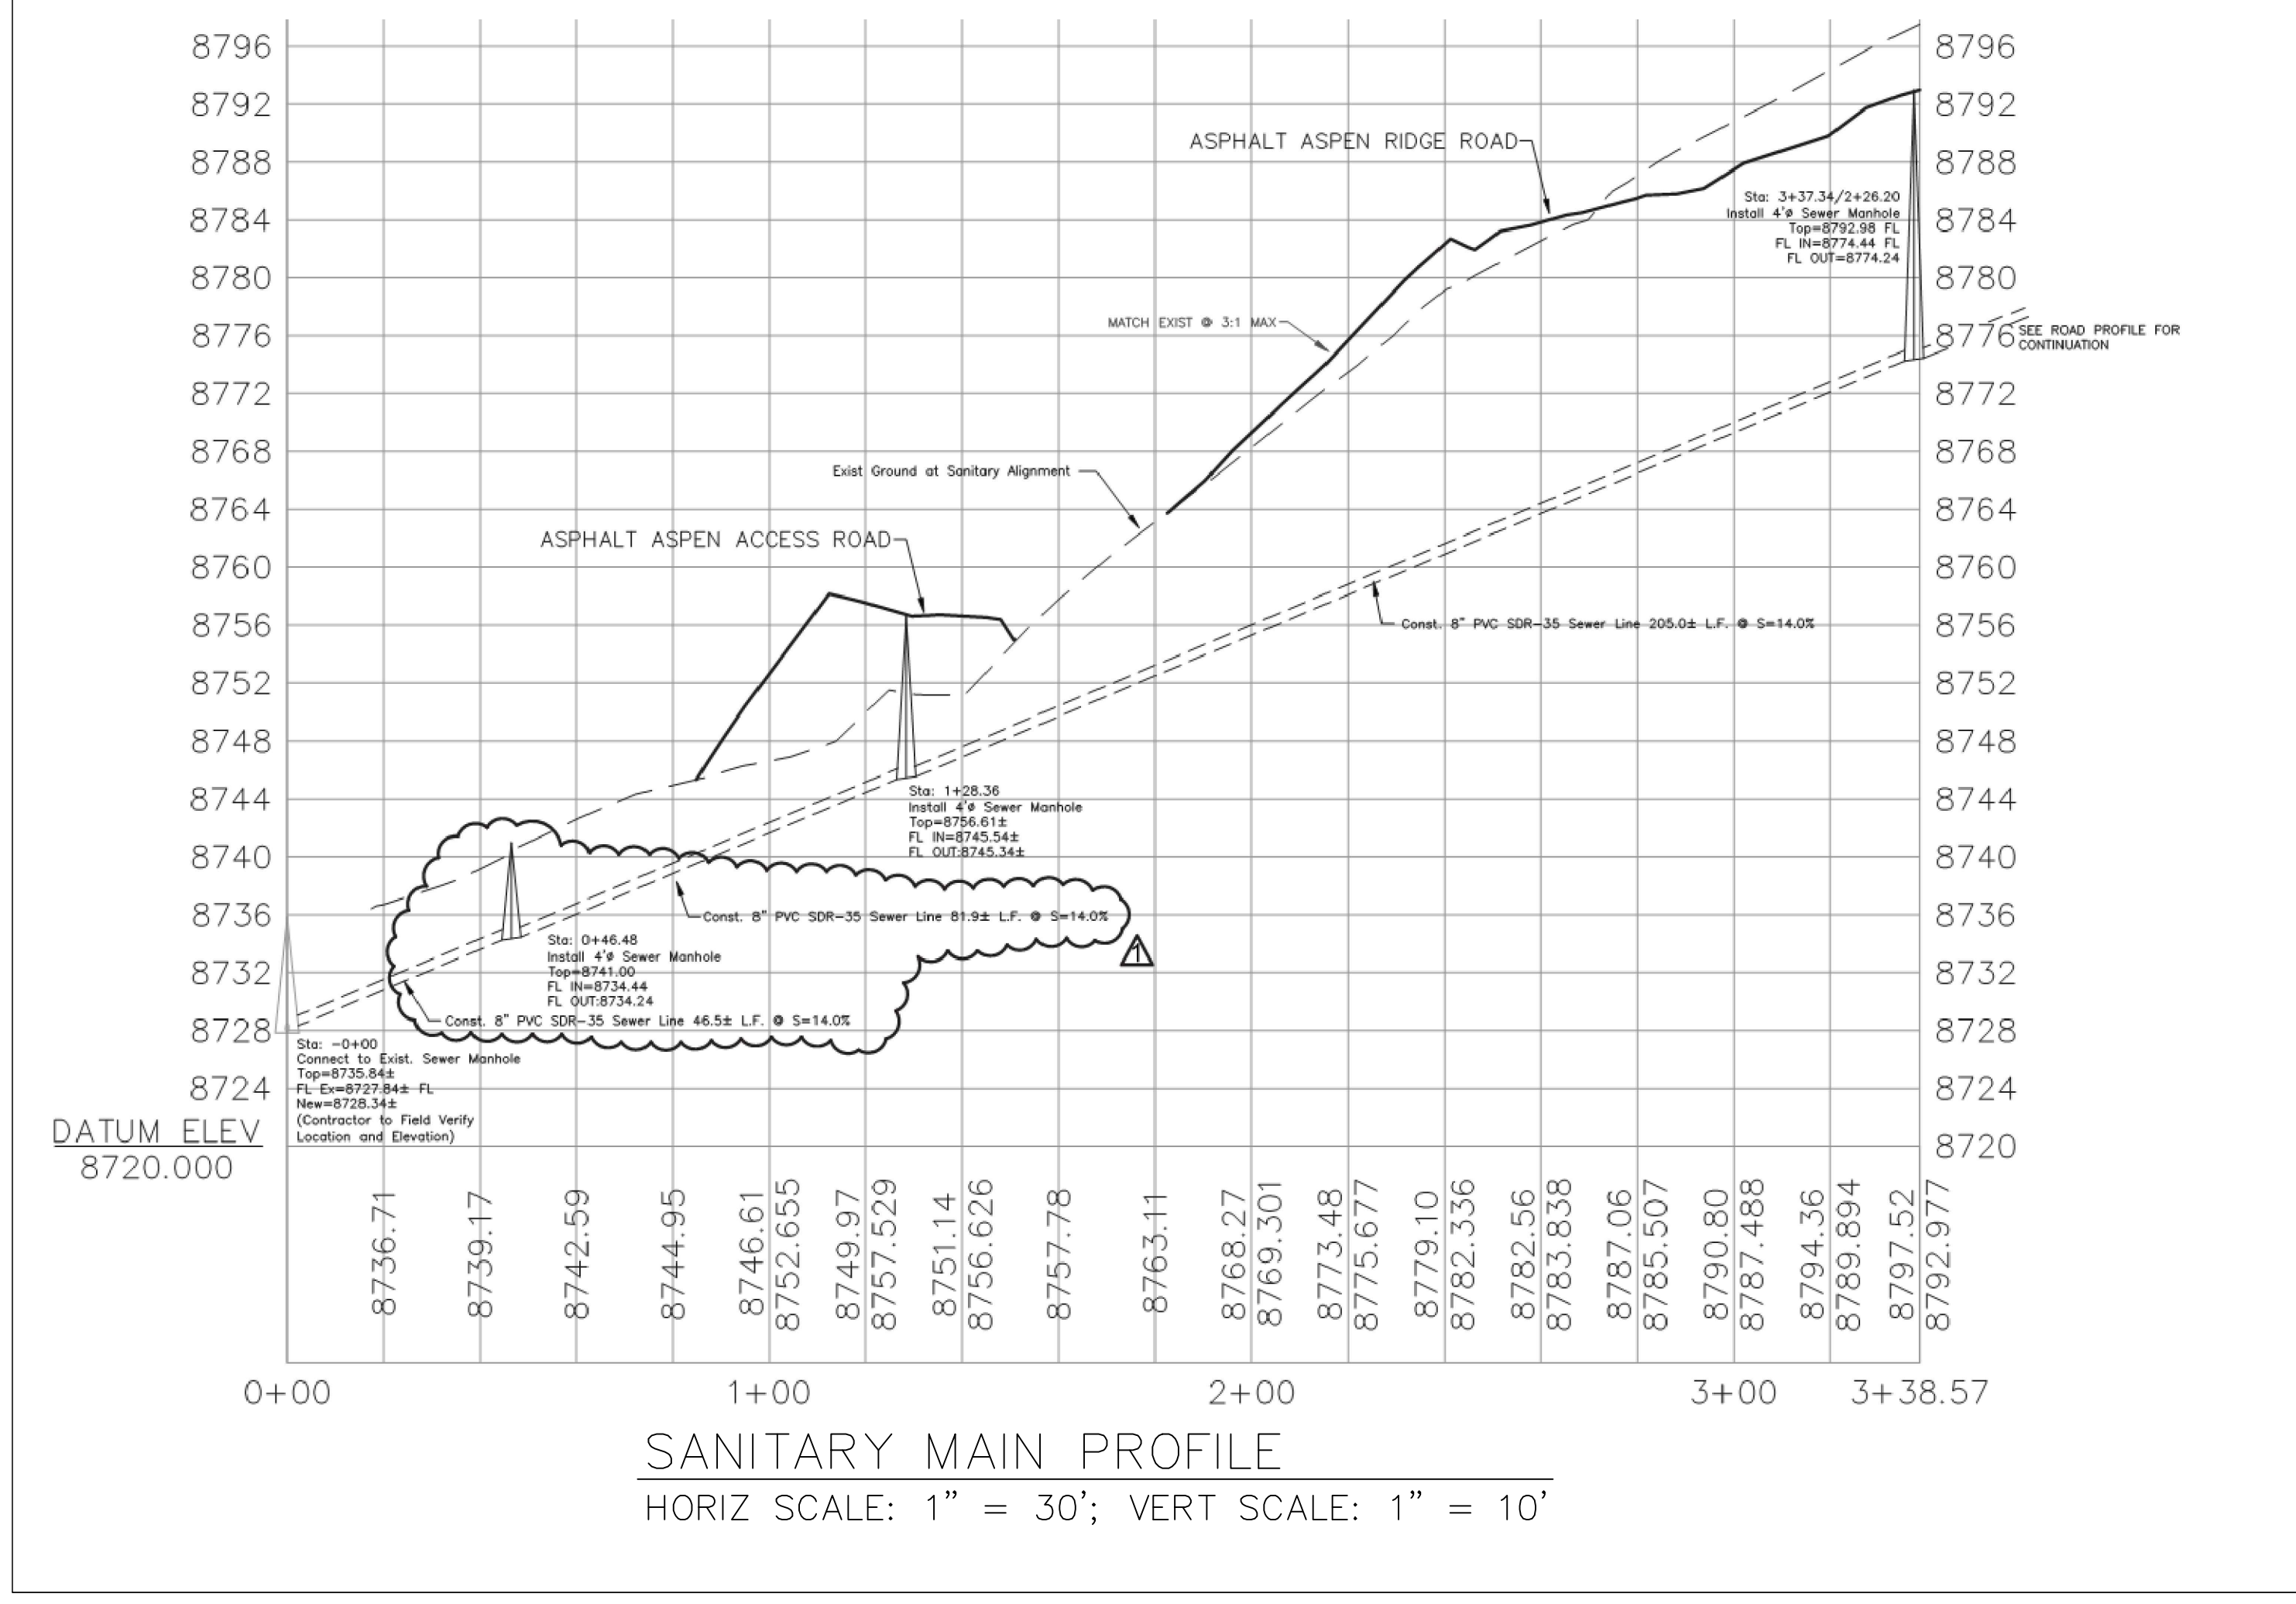 8796
8792
8788
8784
8780
8776
8772
8768
8764
8760
8756
8752
8748
8744
8740
8736
8732
8728
8724
DATUM ELEV
8720.000
8796
8792
8788
8784
8780
8776
8772
8768
8764
8760
8756
8752
8748
8744
8740
8736
8732
8728
8724
8720
ASPHALT ASPEN RIDGE ROAD
Sta: 3+37.34/2+26.20
Install 4'ø Sewer Manhole
Top=8792.98 FL
FL IN=8774.44 FL
FL OUT=8774.24
MATCH EXIST @ 3:1 MAX
SEE ROAD PROFILE FOR
CONTINUATION
Exist Ground at Sanitary Alignment
ASPHALT ASPEN ACCESS ROAD
Const. 8" PVC SDR-35 Sewer Line 205.0± L.F. @ S=14.0%
Sta: 1+28.36
Install 4'ø Sewer Manhole
Top=8756.61±
FL IN=8745.54±
FL OUT:8745.34±
Const. 8" PVC SDR-35 Sewer Line 81.9± L.F. @ S=14.0%
1
Sta: 0+46.48
Install 4'ø Sewer Manhole
Top=8741.00
FL IN=8734.44
FL OUT:8734.24
Const. 8" PVC SDR-35 Sewer Line 46.5± L.F. @ S=14.0%
Sta: -0+00
Connect to Exist. Sewer Manhole
Top=8735.84±
FL Ex=8727.84± FL
New=8728.34±
(Contractor to Field Verify
Location and Elevation)
8736.71
8739.17
8742.59
8744.95
8746.61
8752.655
8749.97
8757.529
8751.14
8756.626
8757.78
8763.11
8768.27
8769.301
8773.48
8775.677
8779.10
8782.336
8782.56
8783.838
8787.06
8785.507
8790.80
8787.488
8794.36
8789.894
8797.52
8792.977
0+00
1+00
2+00
3+00
3+38.57
SANITARY MAIN PROFILE
HORIZ SCALE: 1" = 30'; VERT SCALE: 1" = 10'